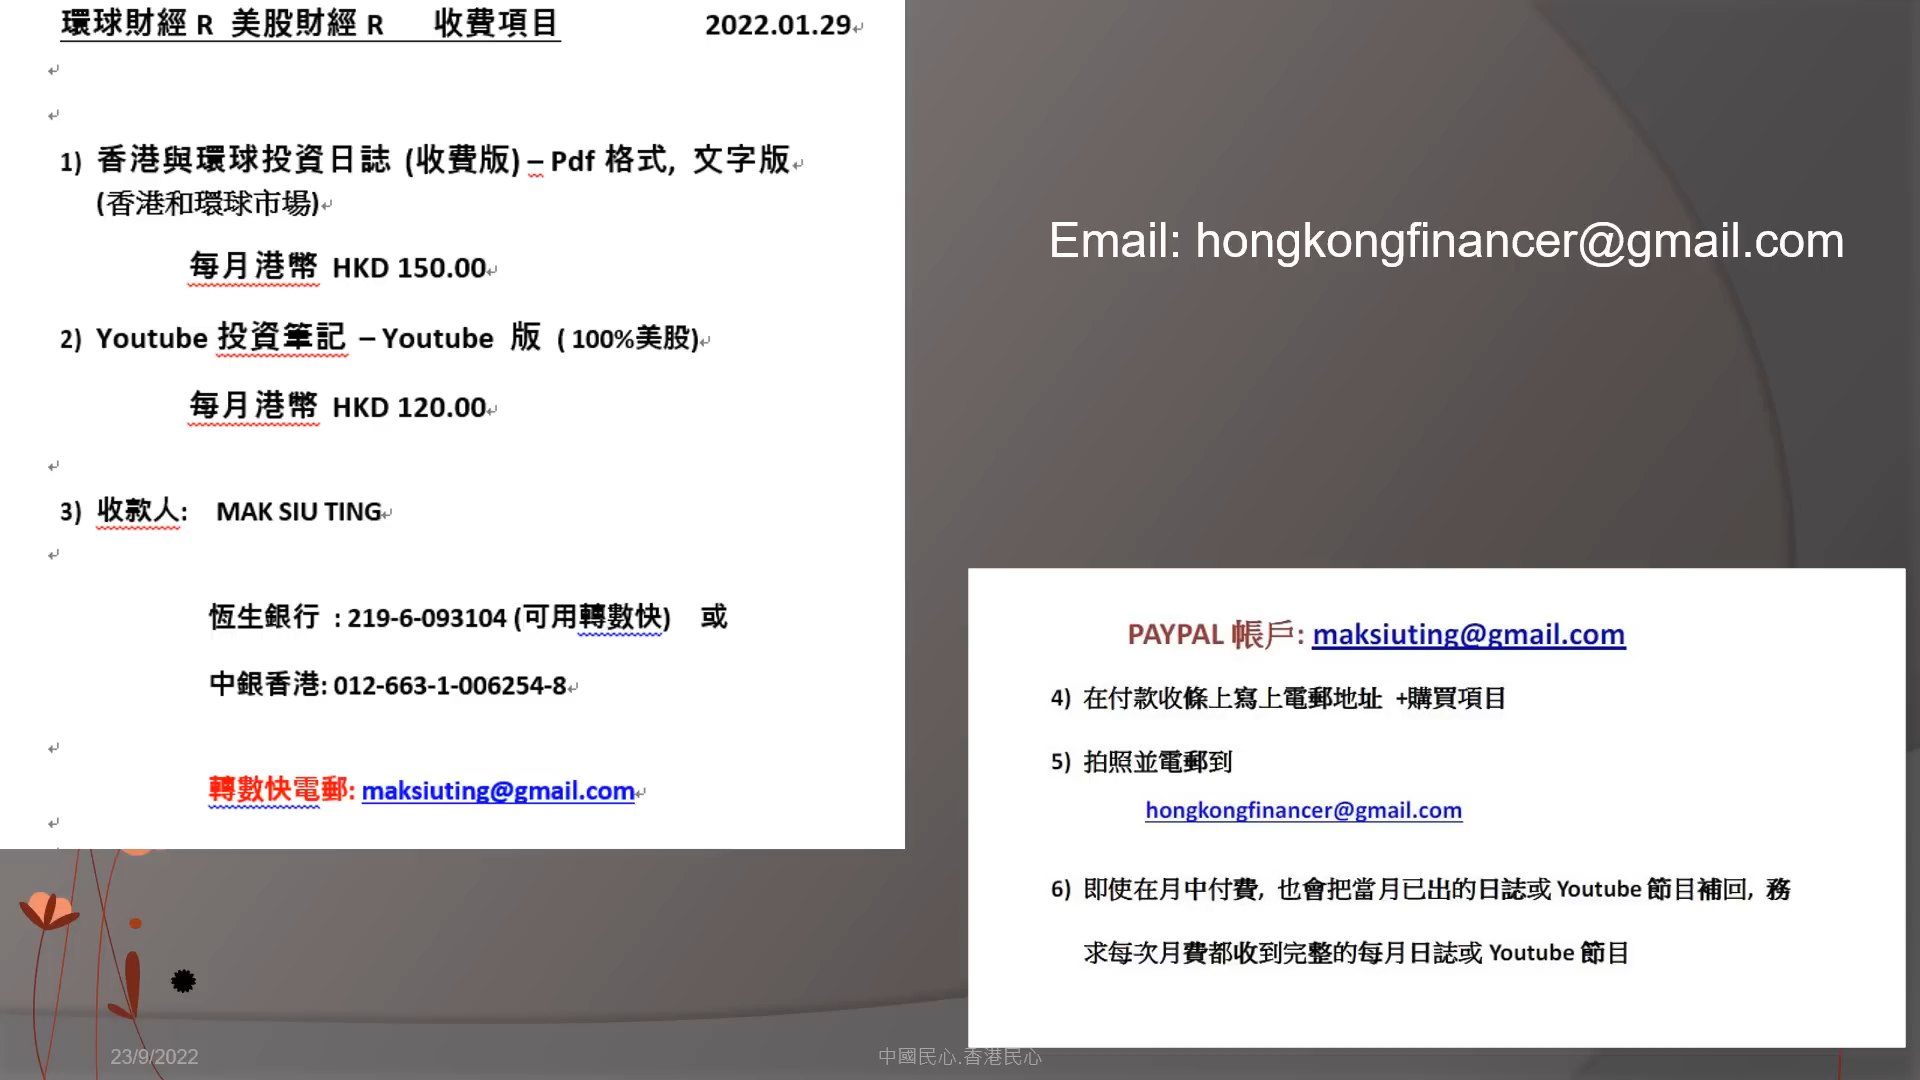 環球財經 R 美股財經 R 收費項目 2022.01.29
1) 香港與環球投資日誌 (收費版) – Pdf 格式, 文字版
(香港和環球市場)
每月港幣 HKD 150.00
2) Youtube 投資筆記 – Youtube 版 ( 100%美股)
每月港幣 HKD 120.00
3) 收款人: MAK SIU TING
恆生銀行 : 219-6-093104 (可用轉數快) 或
中銀香港: 012-663-1-006254-8
轉數快電郵: maksiuting@gmail.com
Email: hongkongfinancer@gmail.com
PAYPAL 帳戶: maksiuting@gmail.com
4) 在付款收條上寫上電郵地址 +購買項目
5) 拍照並電郵到
hongkongfinancer@gmail.com
6) 即使在月中付費, 也會把當月已出的日誌或 Youtube 節目補回, 務
求每次月費都收到完整的每月日誌或 Youtube 節目
23/9/2022
中國民心.香港民心